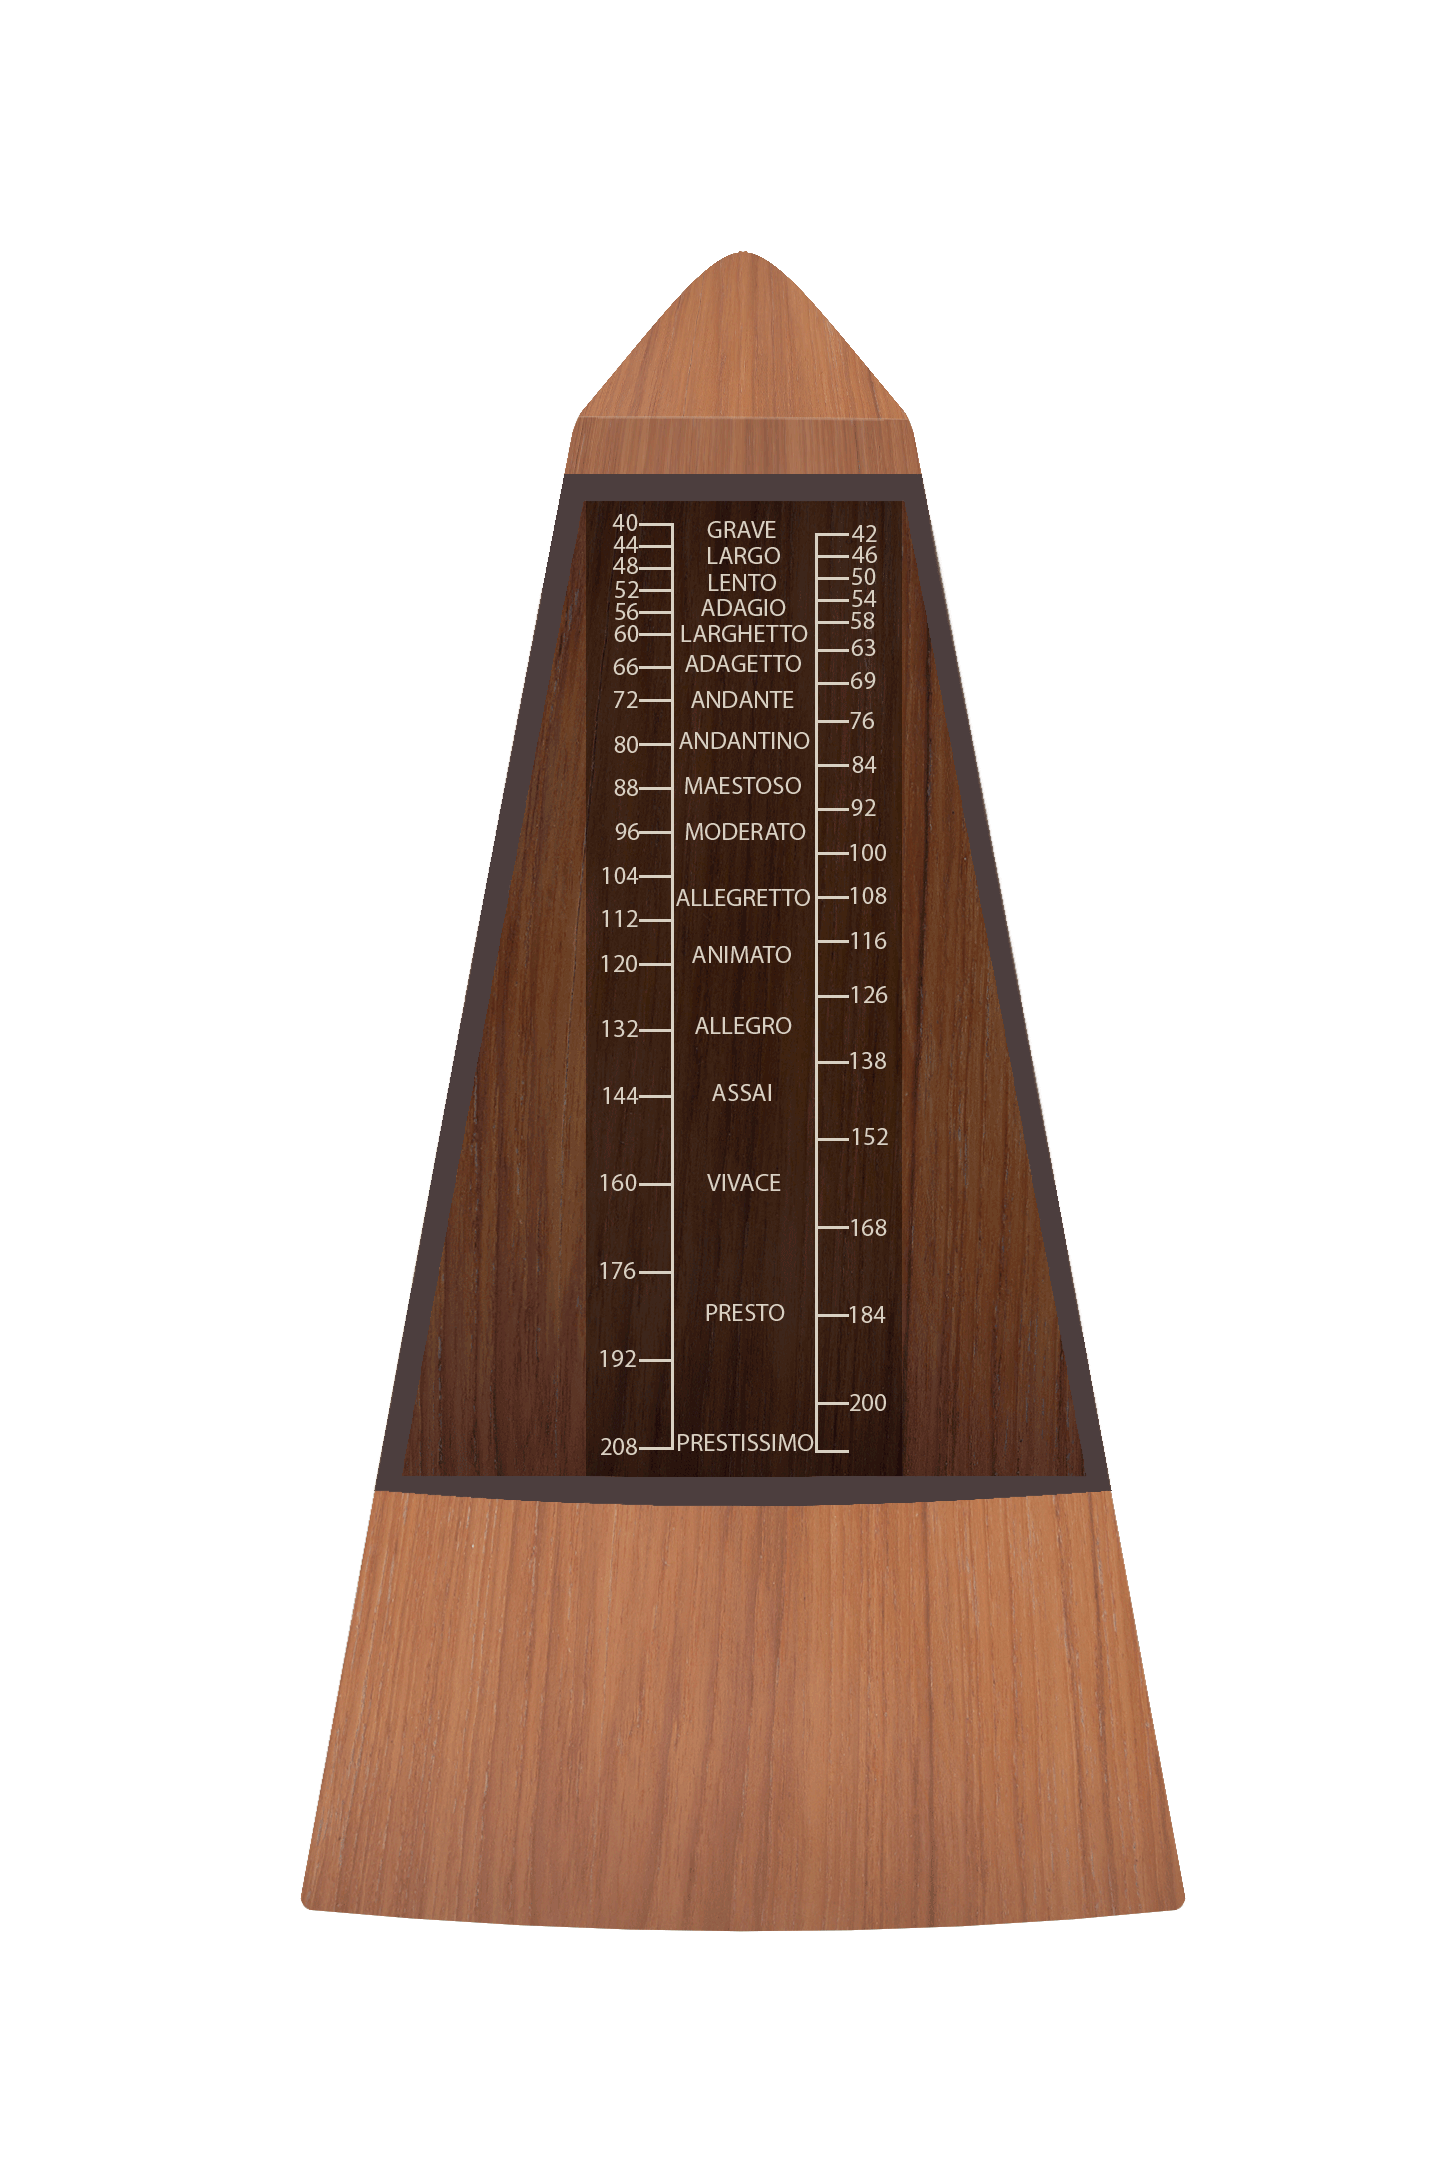 40 GRAVE 42
44 LARGO 46
48 LENTO 50
52 ADAGIO 54
56 LARGHETTO 58
60 ADAGETTO 63
66 ANDANTE 69
72 ANDANTINO 76
80 MAESTOSO 84
88 MODERATO 92
96 ALLEGRETTO 100
104 ANIMATO 108
112 ALLEGRO 116
120 ASSAI 126
132 VIVACE 138
144 PRESTO 152
160 PRESTISSIMO 168
176 184
192 200
208